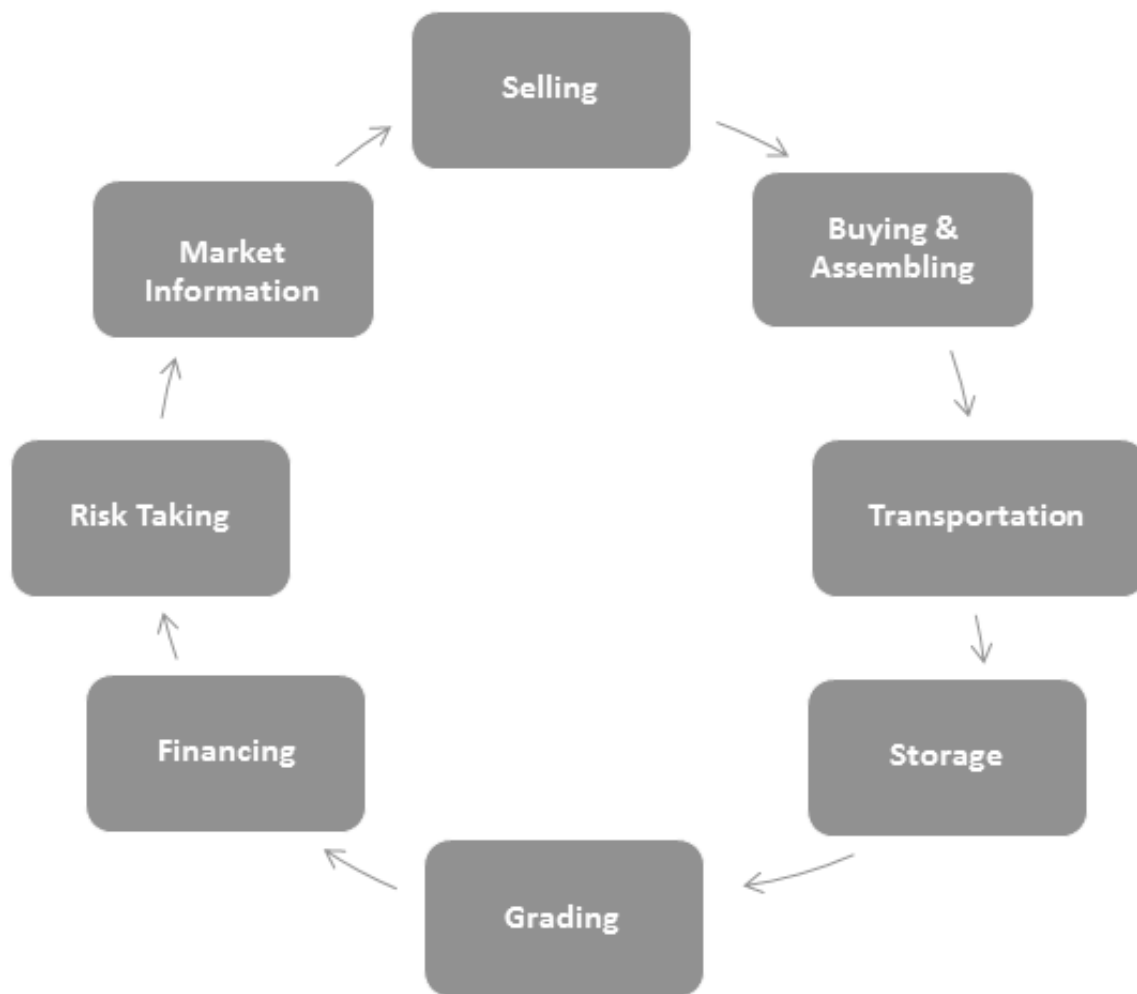 Selling
Buying &
Assembling
Transportation
Storage
Grading
Financing
Risk Taking
Market
Information